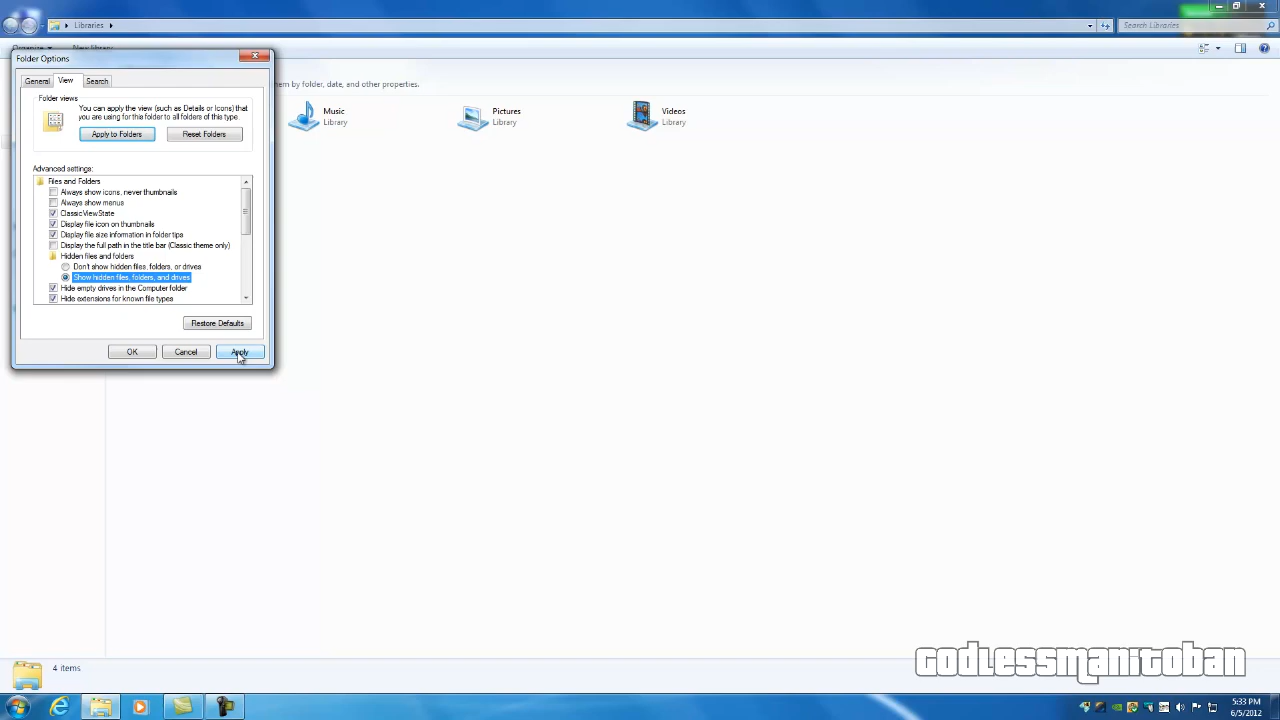 Libraries
Search Libraries
Organize New library
Folder Options
General View Search
em by folder, date, and other properties.
Folder views
You can apply the view (such as Details or Icons) that
you are using for this folder to all folders of this type.
Apply to Folders Reset Folders
Music
Library
Pictures
Library
Videos
Library
Advanced settings:
Files and Folders
Always show icons, never thumbnails
Always show menus
ClassicViewState
Display file icon on thumbnails
Display file size information in folder tips
Display the full path in the title bar (Classic theme only)
Hidden files and folders
Don't show hidden files, folders, or drives
Show hidden files, folders, and drives
Hide empty drives in the Computer folder
Hide extensions for known file types
Restore Defaults
OK Cancel Apply
4 items
GODLESSMANITOBAN
5:33 PM
6/5/2012